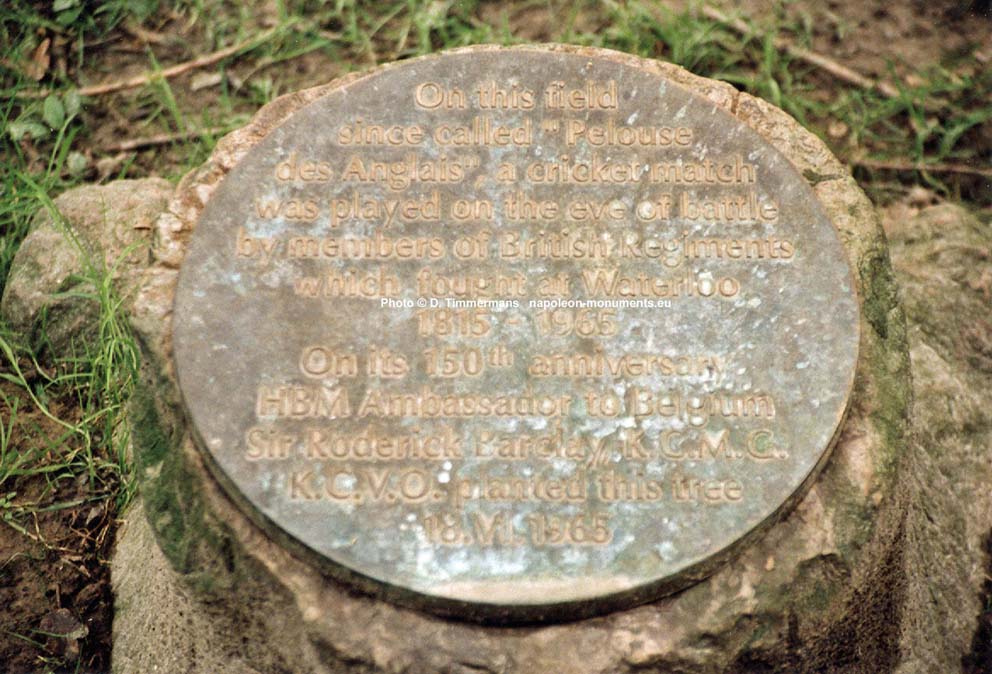 On this field
since called "Pelouse
des Anglais", a cricket match
was played on the eve of battle
by members of British Regiments
which fought at Waterloo
Photo © D. Timmermans napoleon-monuments.eu
1815 - 1965
On its 150th anniversary
HBM Ambassador to Belgium
Sir Roderick Barclay, K.C.M.G.
K.C.V.O. planted this tree
18.VI.1965